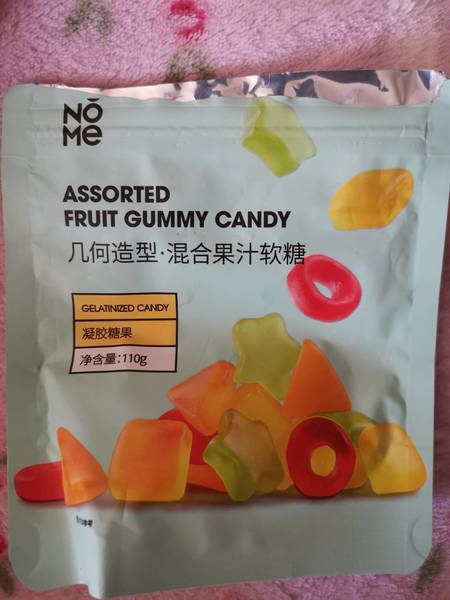 NŌ
Me
ASSORTED
FRUIT GUMMY CANDY
几何造型·混合果汁软糖
GELATINIZED CANDY
凝胶糖果
净含量:110g